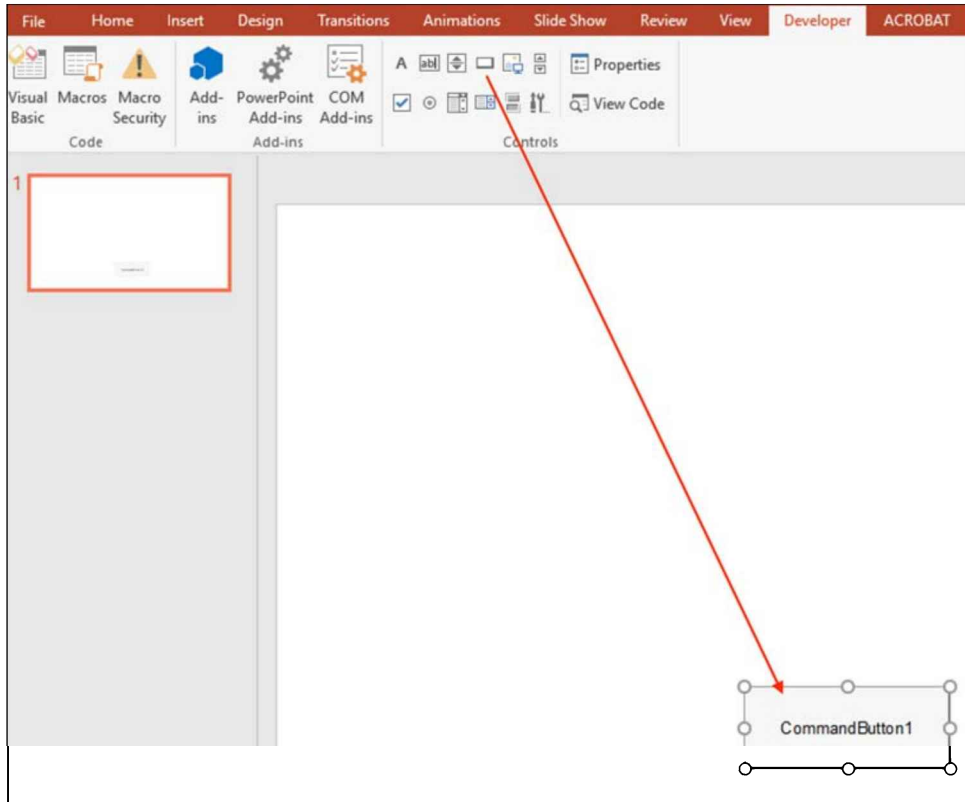 File Home Insert Design Transitions Animations Slide Show Review View Developer ACROBAT
A ab Properties
Visual Macros Macro Add- PowerPoint COM View Code
Basic Security ins Add-ins Add-ins
Code Add-ins Controls
1
CommandButton1